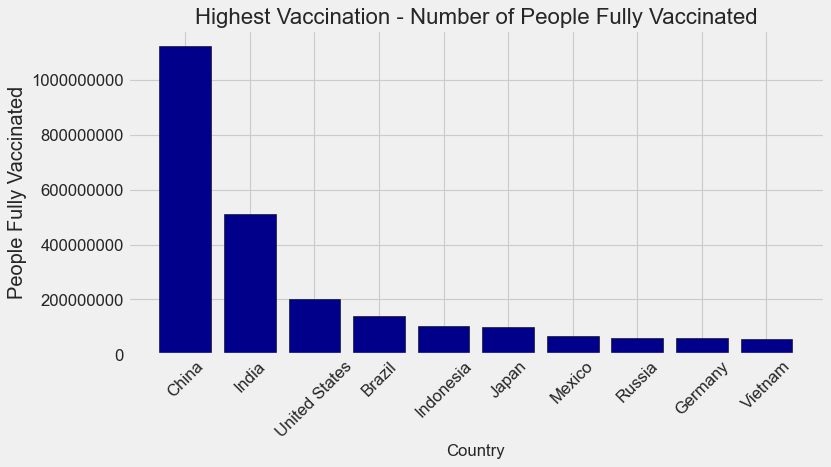 Highest Vaccination - Number of People Fully Vaccinated
People Fully Vaccinated
1000000000
800000000
600000000
400000000
200000000
0
China
India
United States
Brazil
Indonesia
Japan
Mexico
Russia
Germany
Vietnam
Country